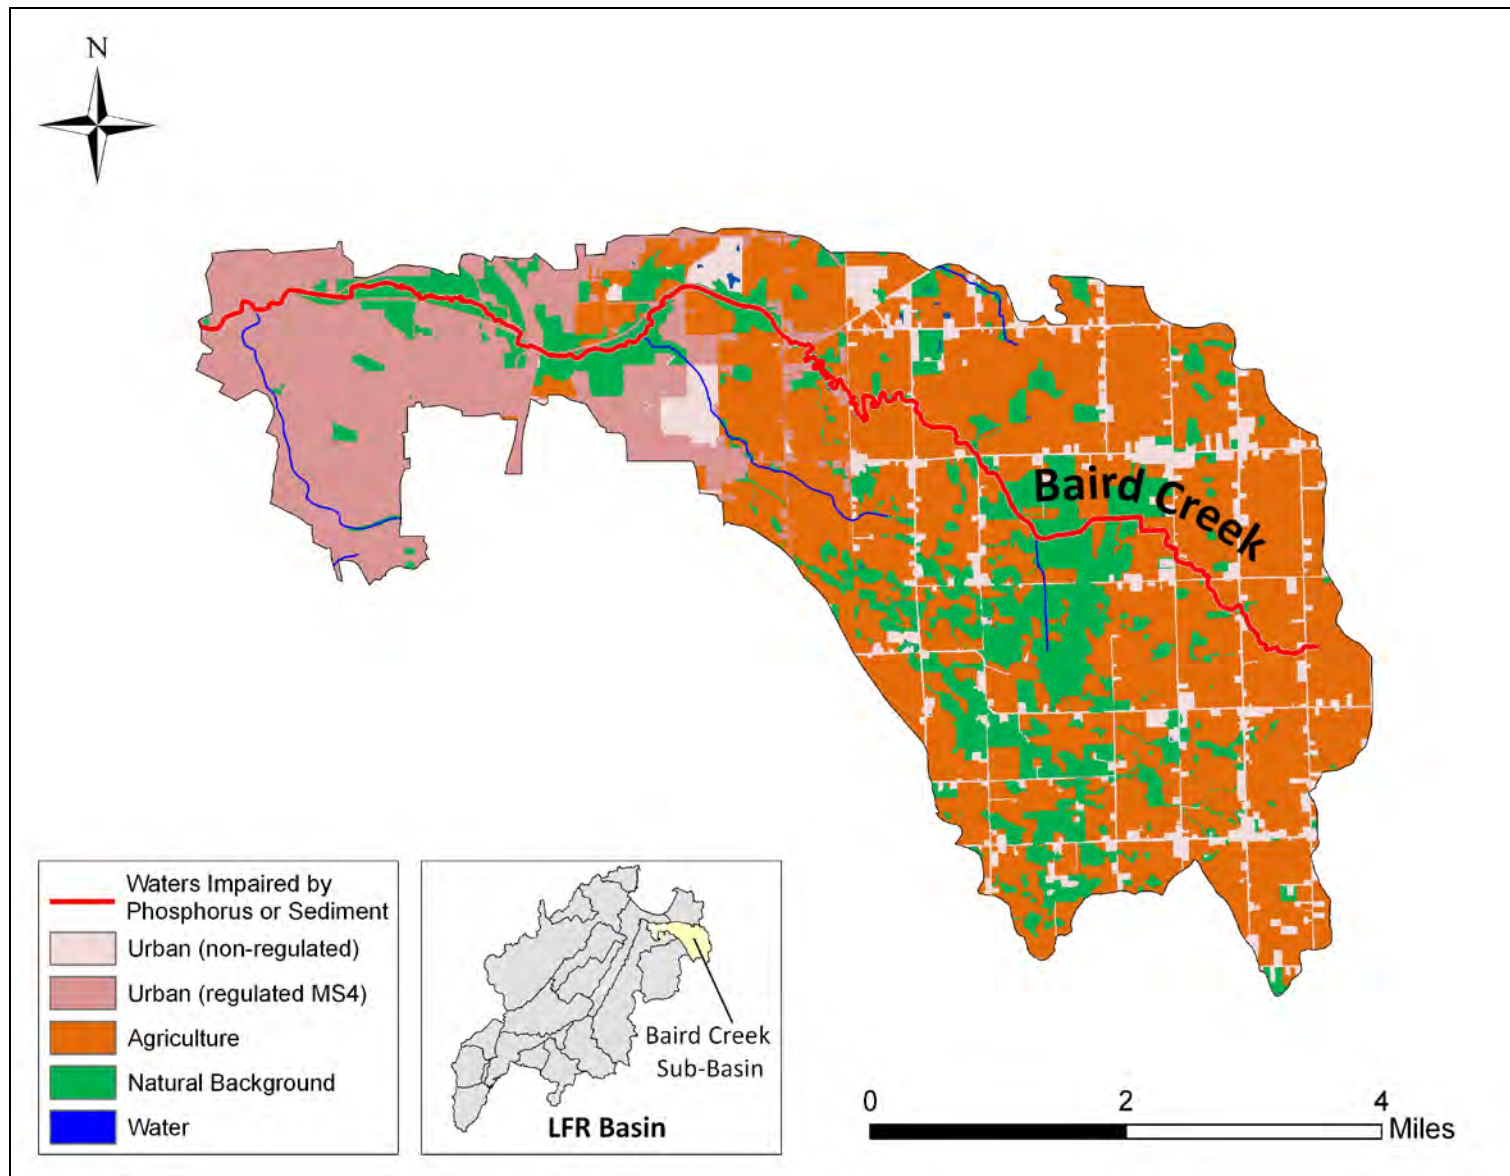 N
Baird Creek
Waters Impaired by
Phosphorus or Sediment
Urban (non-regulated)
Urban (regulated MS4)
Agriculture
Natural Background
Water
Baird Creek
Sub-Basin
LFR Basin
0 2 4
Miles